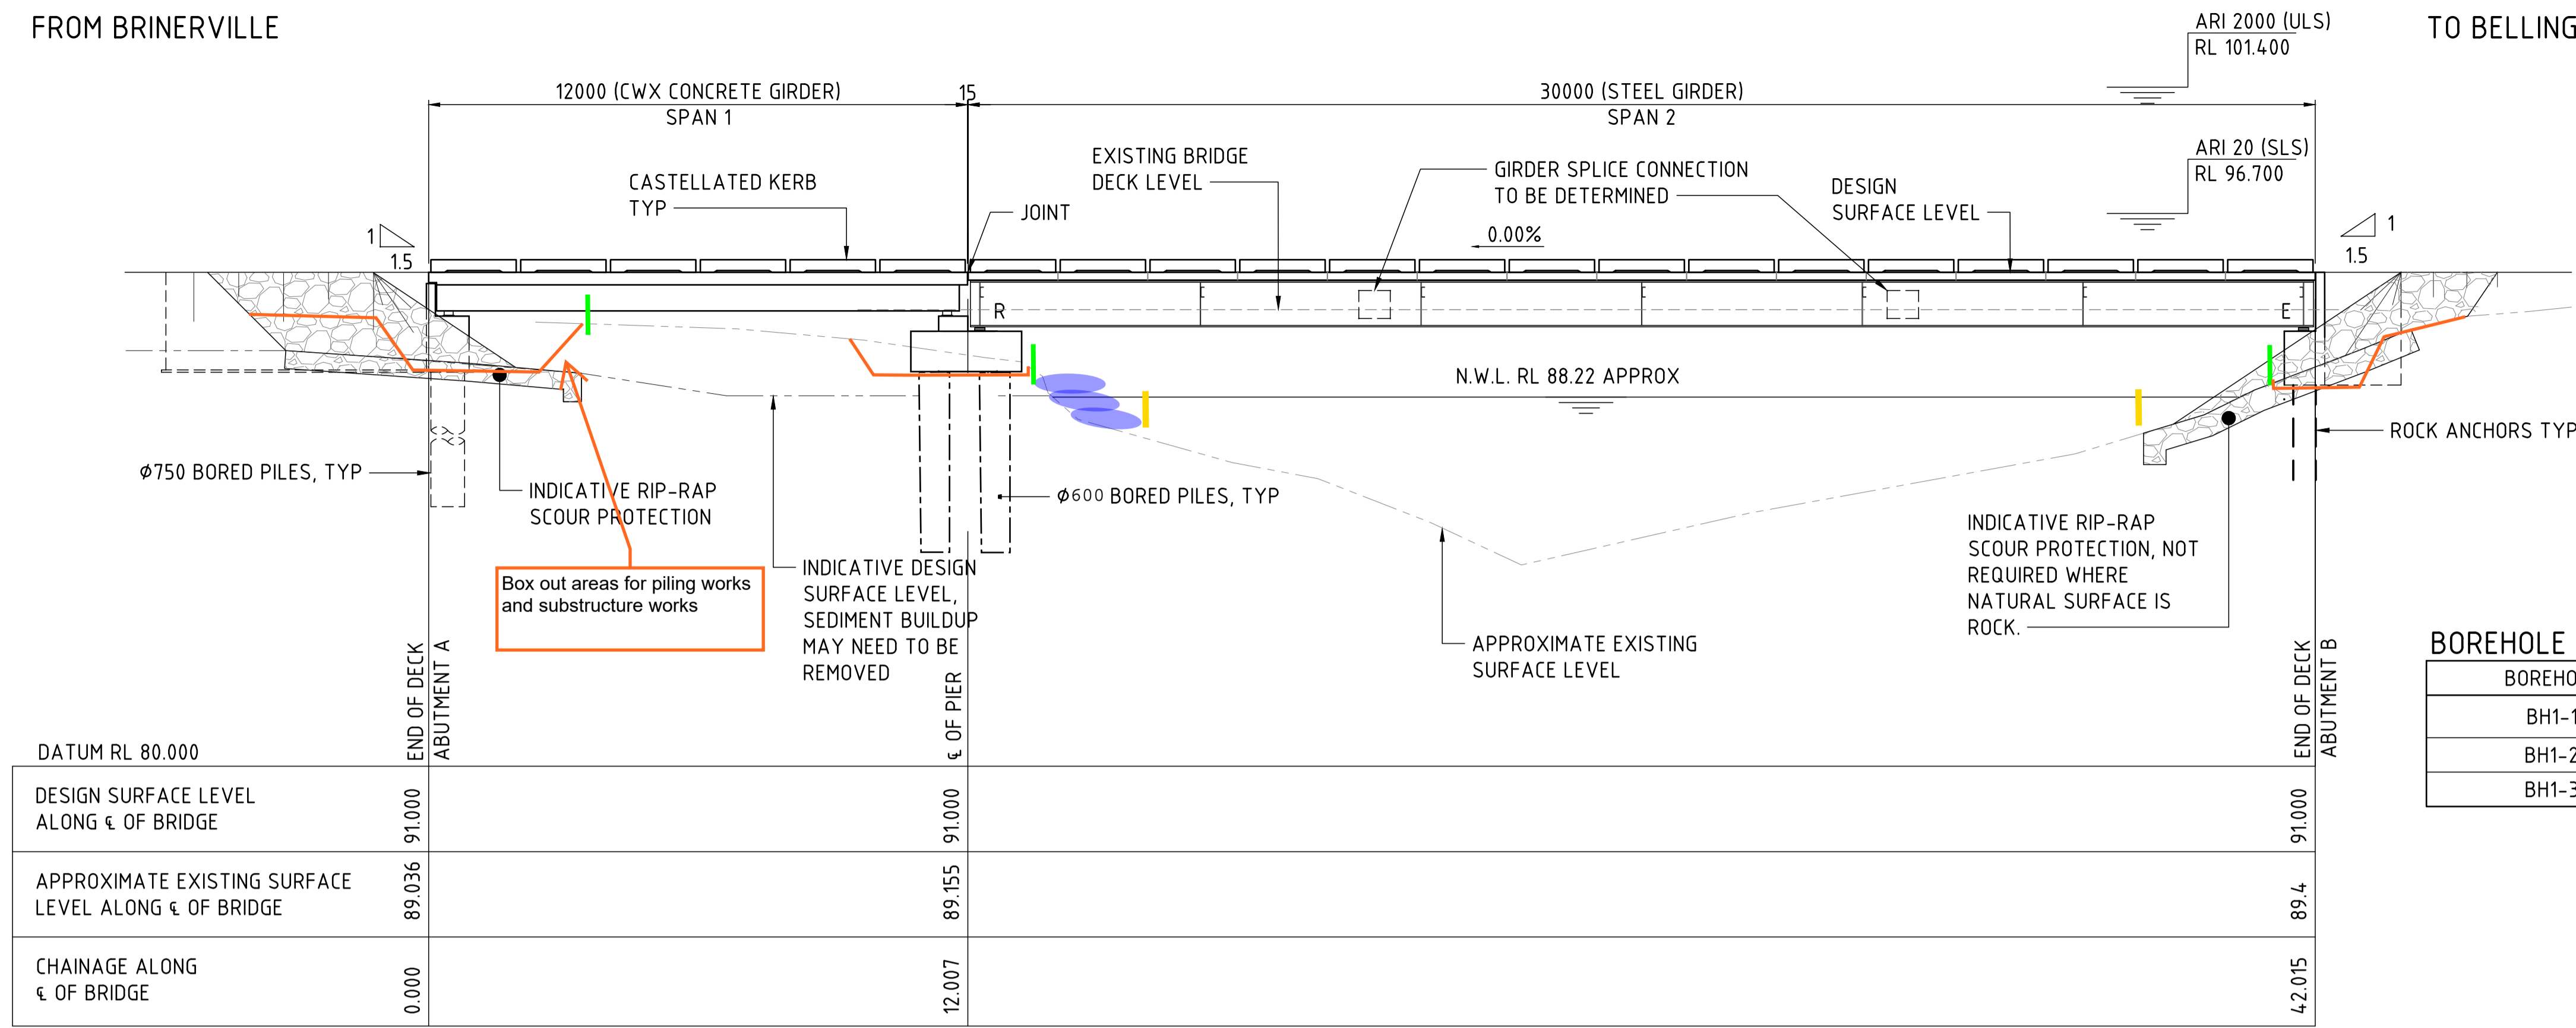 FROM BRINERVILLE
ARI 2000 (ULS)
RL 101.400
TO BELLING
12000 (CWX CONCRETE GIRDER)
SPAN 1
15
30000 (STEEL GIRDER)
SPAN 2
ARI 20 (SLS)
RL 96.700
CASTELLATED KERB
TYP
EXISTING BRIDGE
DECK LEVEL
GIRDER SPLICE CONNECTION
TO BE DETERMINED
DESIGN
SURFACE LEVEL
JOINT
0.00%
1
1.5
1
1.5
R
E
N.W.L. RL 88.22 APPROX
ROCK ANCHORS TYP
Ø750 BORED PILES, TYP
INDICATIVE RIP-RAP
SCOUR PROTECTION
Ø600 BORED PILES, TYP
INDICATIVE RIP-RAP
SCOUR PROTECTION, NOT
REQUIRED WHERE
NATURAL SURFACE IS
ROCK.
Box out areas for piling works
and substructure works
INDICATIVE DESIGN
SURFACE LEVEL,
SEDIMENT BUILDUP
MAY NEED TO BE
REMOVED
APPROXIMATE EXISTING
SURFACE LEVEL
END OF DECK
ABUTMENT A
℄ OF PIER
END OF DECK
ABUTMENT B
BOREHOLE
BOREHO
BH1-1
BH1-2
BH1-3
DATUM RL 80.000
DESIGN SURFACE LEVEL
ALONG ℄ OF BRIDGE
91.000
91.000
91.000
APPROXIMATE EXISTING SURFACE
LEVEL ALONG ℄ OF BRIDGE
89.036
89.155
89.4
CHAINAGE ALONG
℄ OF BRIDGE
0.000
12.007
42.015